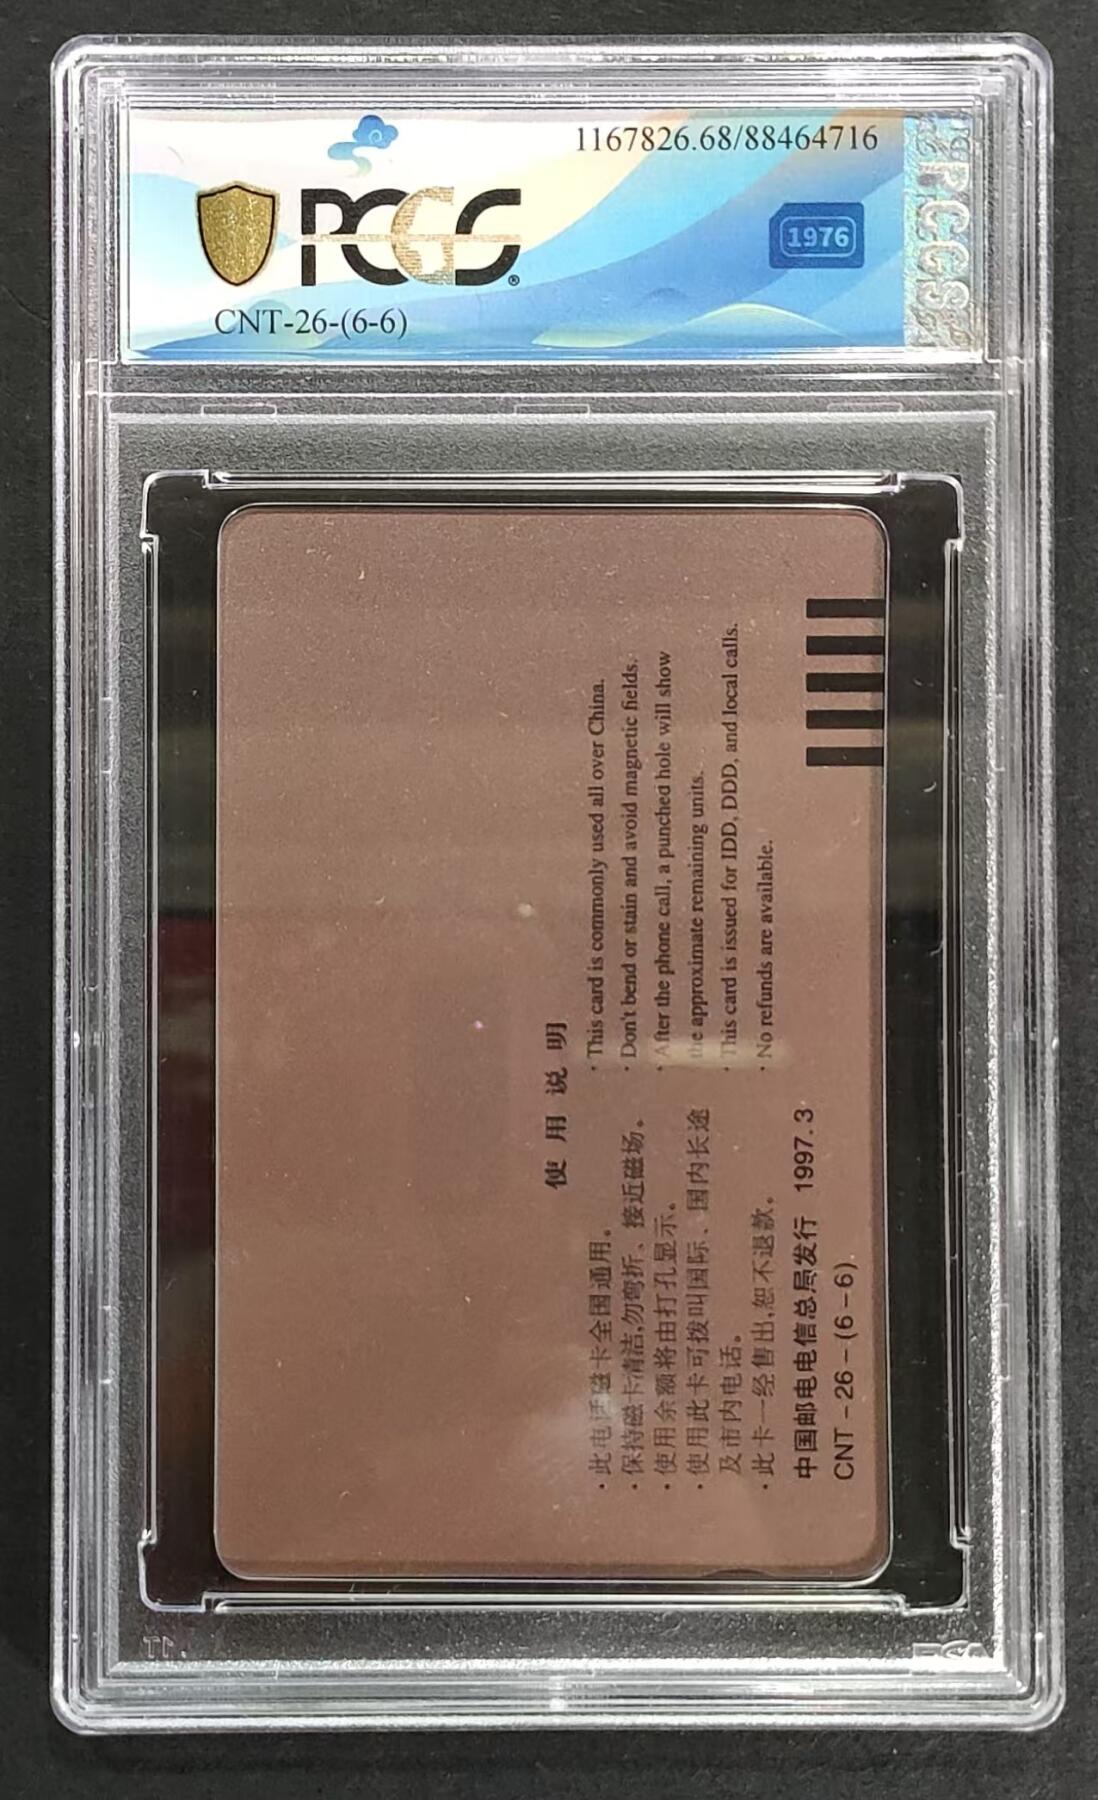 1167826.68/88464716
PCGS
1976
CNT-26-(6-6)
PCGS
使用说明
·此电话磁卡全国通用。
·保持磁卡清洁,勿弯折、接近磁场。
·使用余额将由打孔显示。
·使用此卡可拨叫国际、国内长途
及市内电话。
·此卡一经售出,恕不退款。
·This card is commonly used all over China.
·Don't bend or stain and avoid magnetic fields.
·After the phone call, a punched hole will show
the approximate remaining units.
·This card is issued for IDD, DDD, and local calls.
·No refunds are available.
中国邮电电信总局发行 1997.3
CNT-26-(6-6)